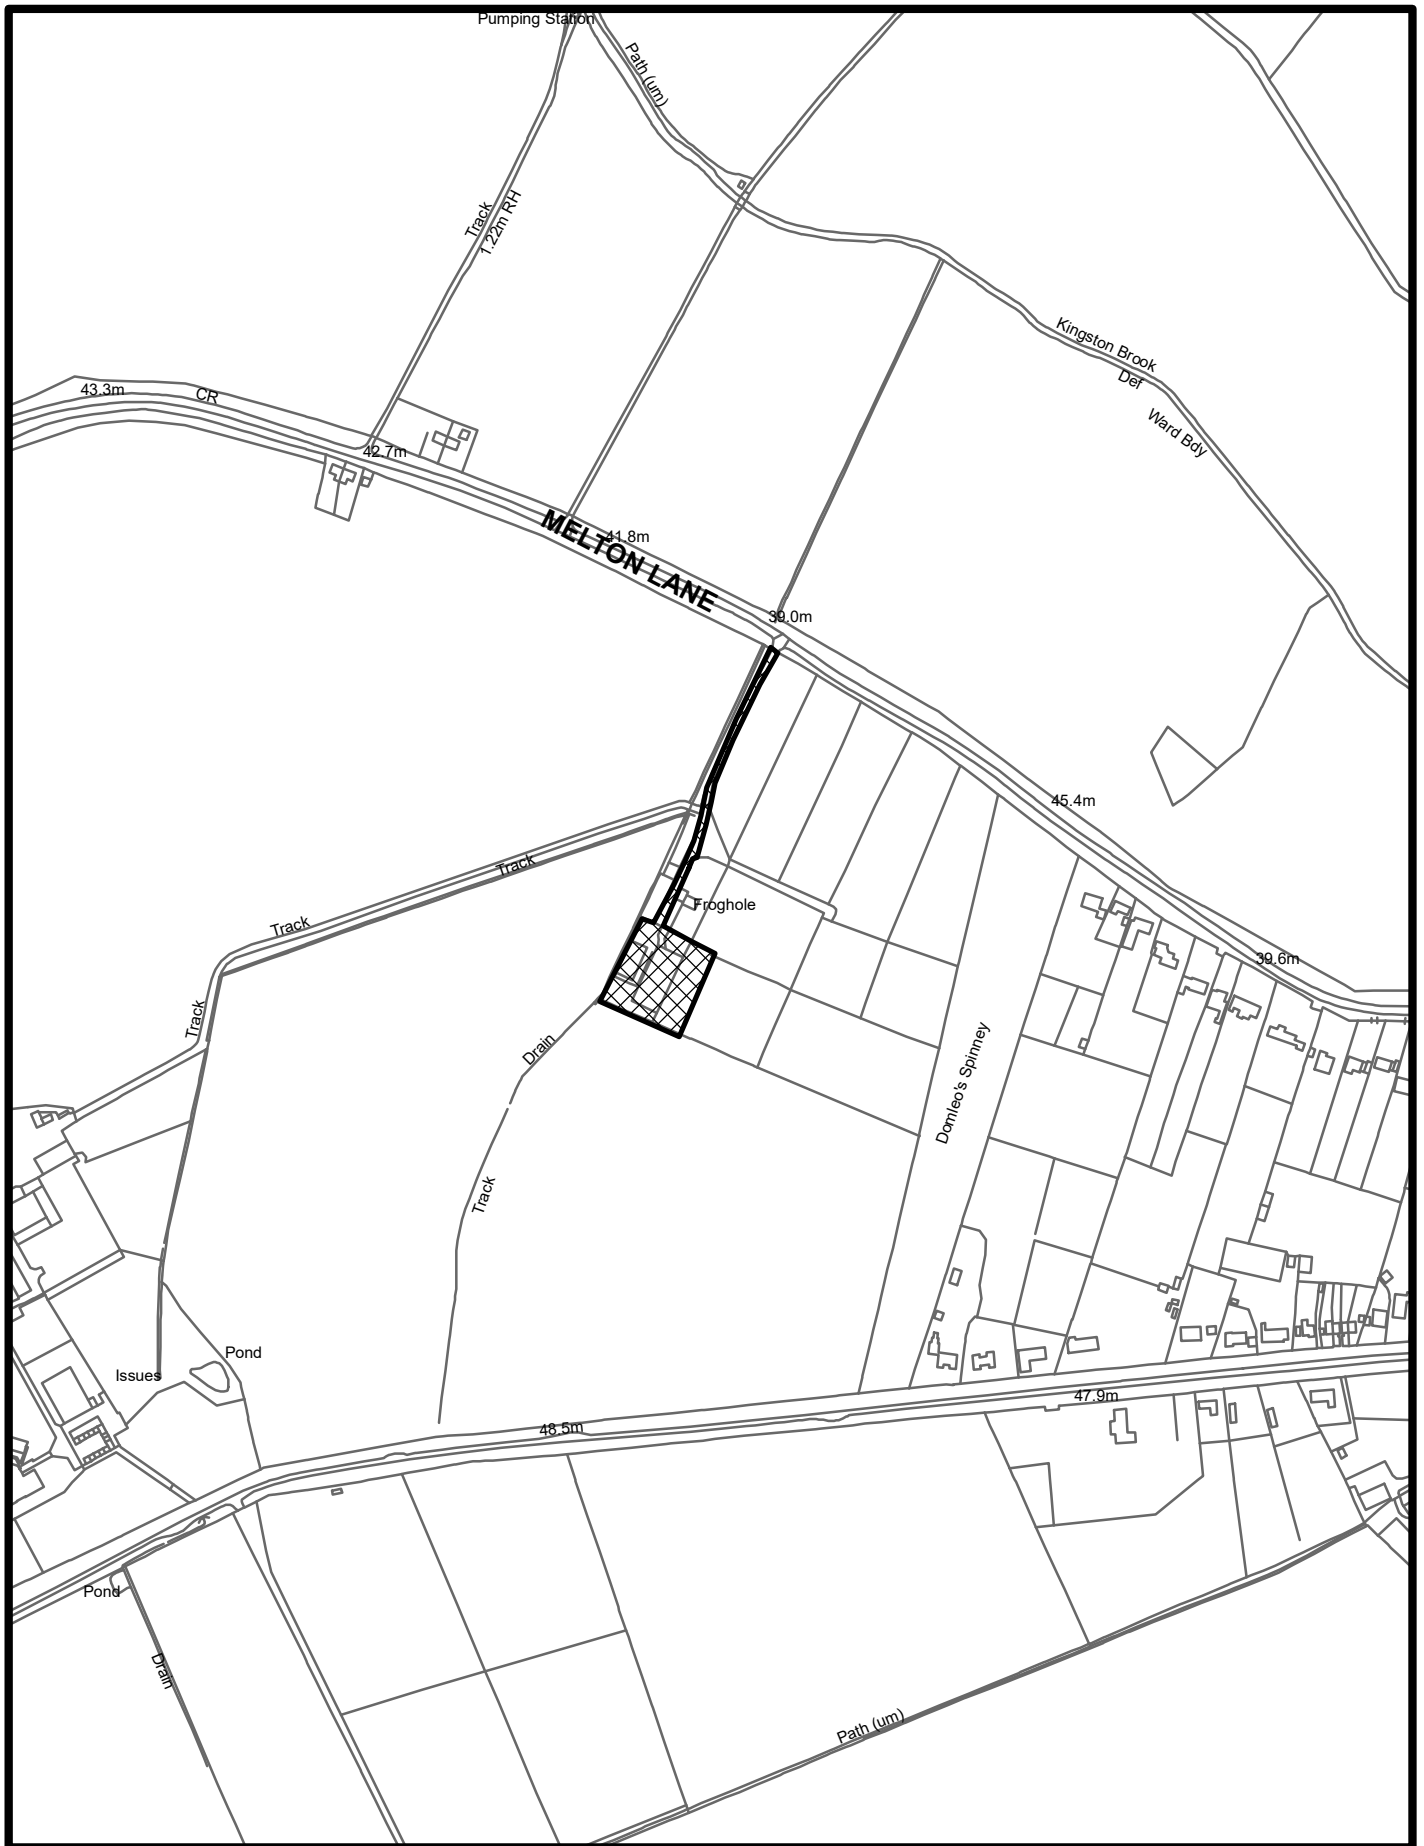 Pumping Station
Path (um)
Track
1.22m RH
Kingston Brook
Def
Ward Bdy
43.3m
CR
42.7m
MELTON LANE
41.8m
39.0m
45.4m
Track
Froghole
Track
39.6m
Track
Drain
Domleo's Spinney
Track
Pond
Issues
47.9m
48.5m
Pond
Drain
Path (um)